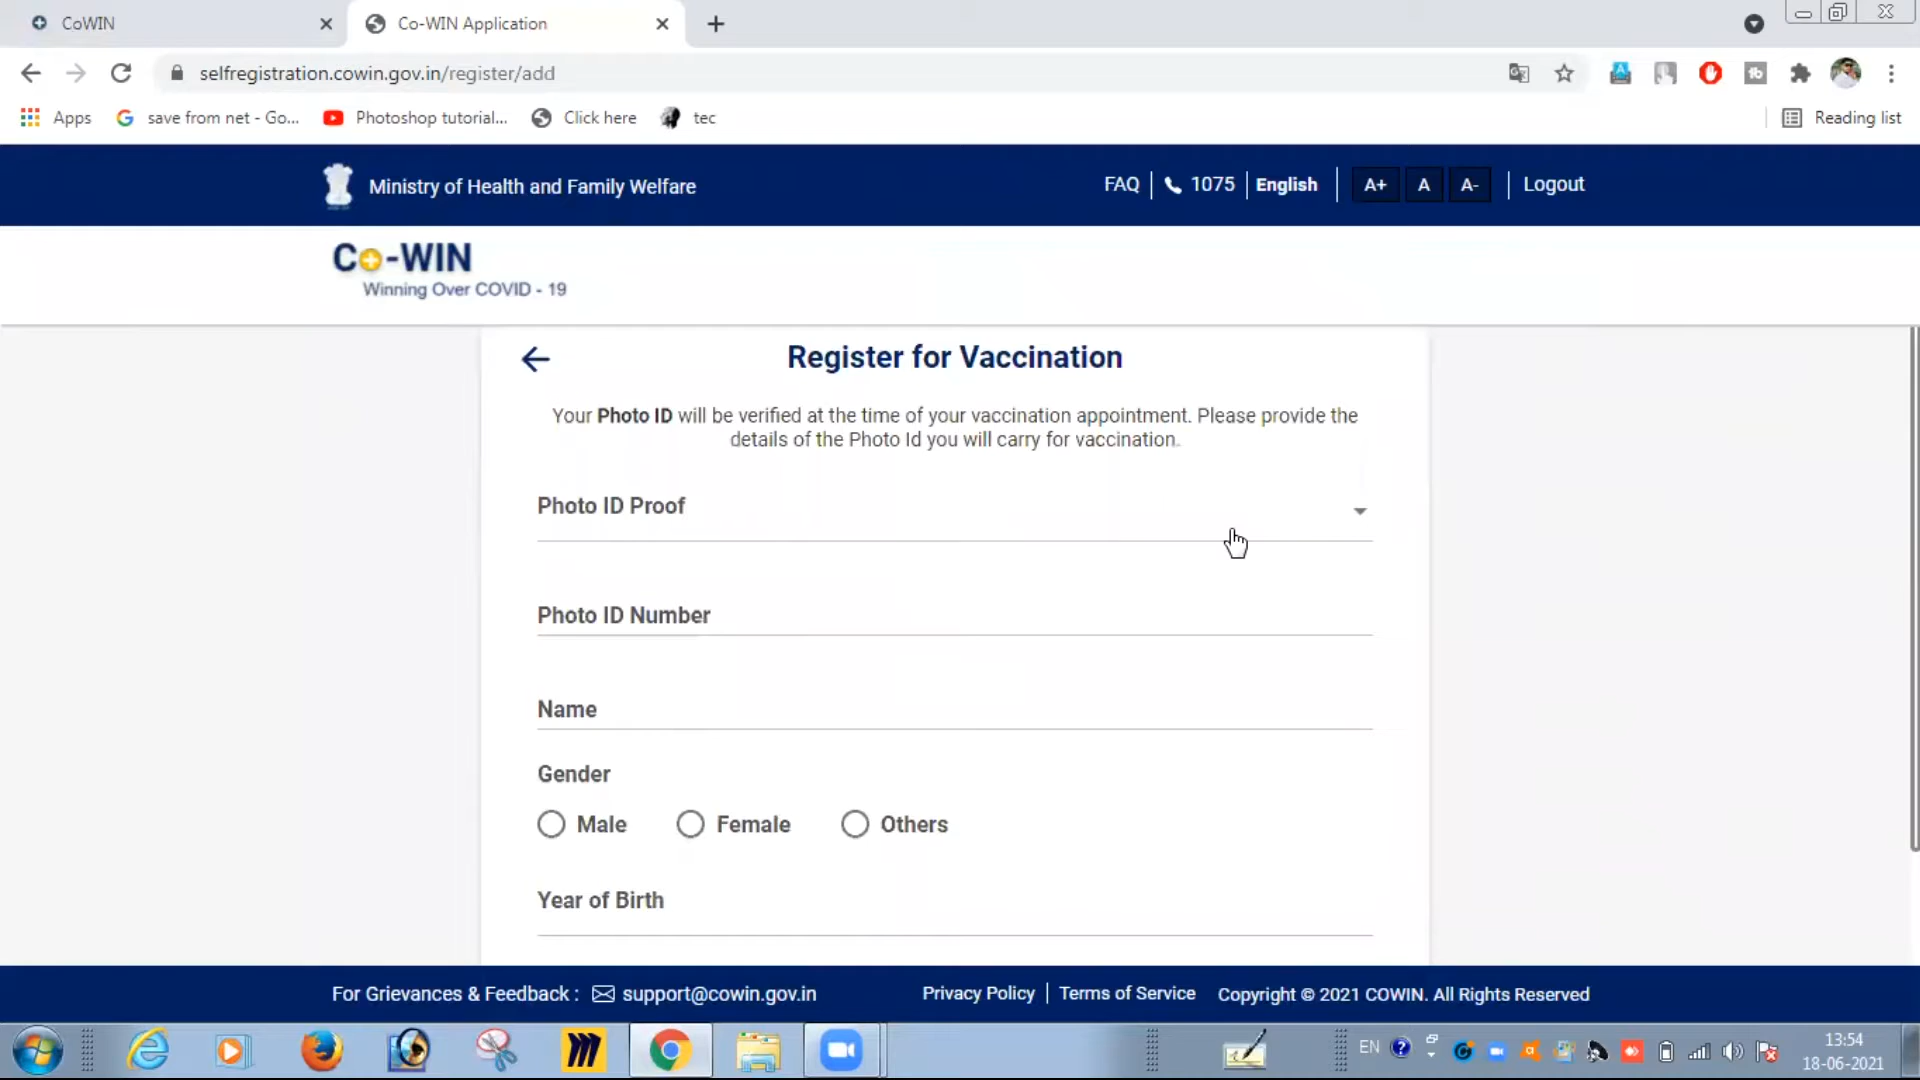 CoWIN
Co-WIN Application
selfregistration.cowin.gov.in/register/add
Apps
save from net - Go...
Photoshop tutorial...
Click here
tec
Reading list
Ministry of Health and Family Welfare
FAQ
1075
English
A+
A
A-
Logout
Co-WIN
Winning Over COVID - 19
Register for Vaccination
Your Photo ID will be verified at the time of your vaccination appointment. Please provide the
details of the Photo Id you will carry for vaccination.
Photo ID Proof
Photo ID Number
Name
Gender
Male
Female
Others
Year of Birth
For Grievances & Feedback : support@cowin.gov.in
Privacy Policy
Terms of Service
Copyright © 2021 COWIN. All Rights Reserved
EN
13:54
18-06-2021